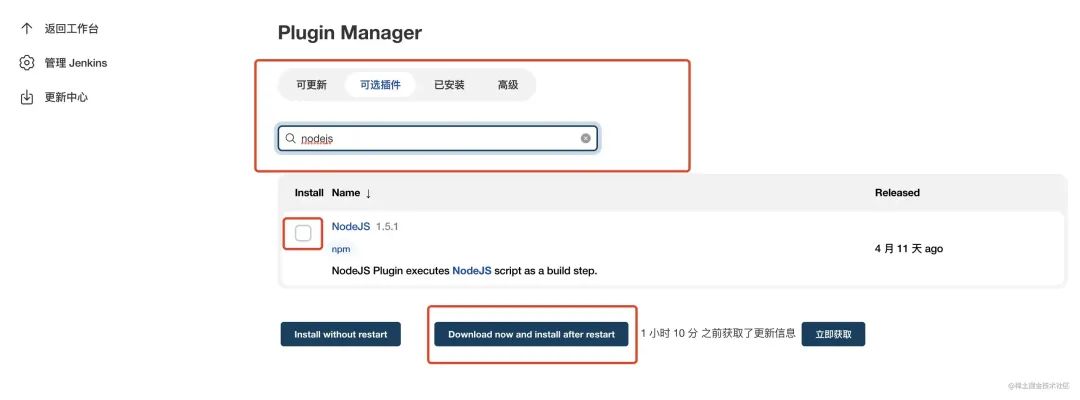 返回工作台
管理 Jenkins
更新中心
Plugin Manager
可更新 可选插件 已安装 高级
nodejs
Install Name ↓ Released
NodeJS 1.5.1
npm
4 月 11 天 ago
NodeJS Plugin executes NodeJS script as a build step.
Install without restart Download now and install after restart 1 小时 10 分 之前获取了更新信息 立即获取
@稀土掘金技术社区